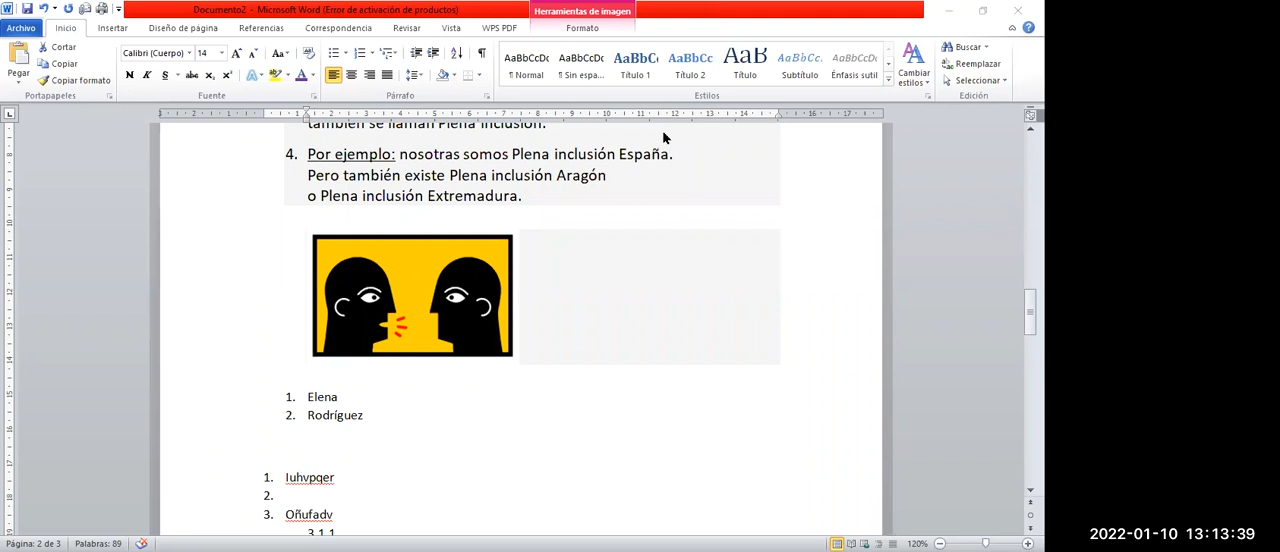 Documento2 - Microsoft Word (Error de activación de productos)
Herramientas de imagen
Archivo Inicio Insertar Diseño de página Referencias Correspondencia Revisar Vista WPS PDF Formato
Pegar
Cortar
Copiar
Copiar formato
Portapapeles
Calibri (Cuerpo) 14
Fuente
Párrafo
AaBbCcDc AaBbCcDc AaBbC AaBbCc AaB AaBbCc. AaBbCcDc
¶ Normal ¶ Sin espa... Título 1 Título 2 Título Subtítulo Énfasis sutil
Cambiar estilos
Estilos
Buscar
Reemplazar
Seleccionar
Edición
también se llaman Plena inclusión.
4. Por ejemplo: nosotras somos Plena inclusión España.
Pero también existe Plena inclusión Aragón
o Plena inclusión Extremadura.
1. Elena
2. Rodríguez
1. Iuhvpqer
2.
3. Oñufadv
3.1.1
Página: 2 de 3 Palabras: 89 120%
2022-01-10 13:13:39